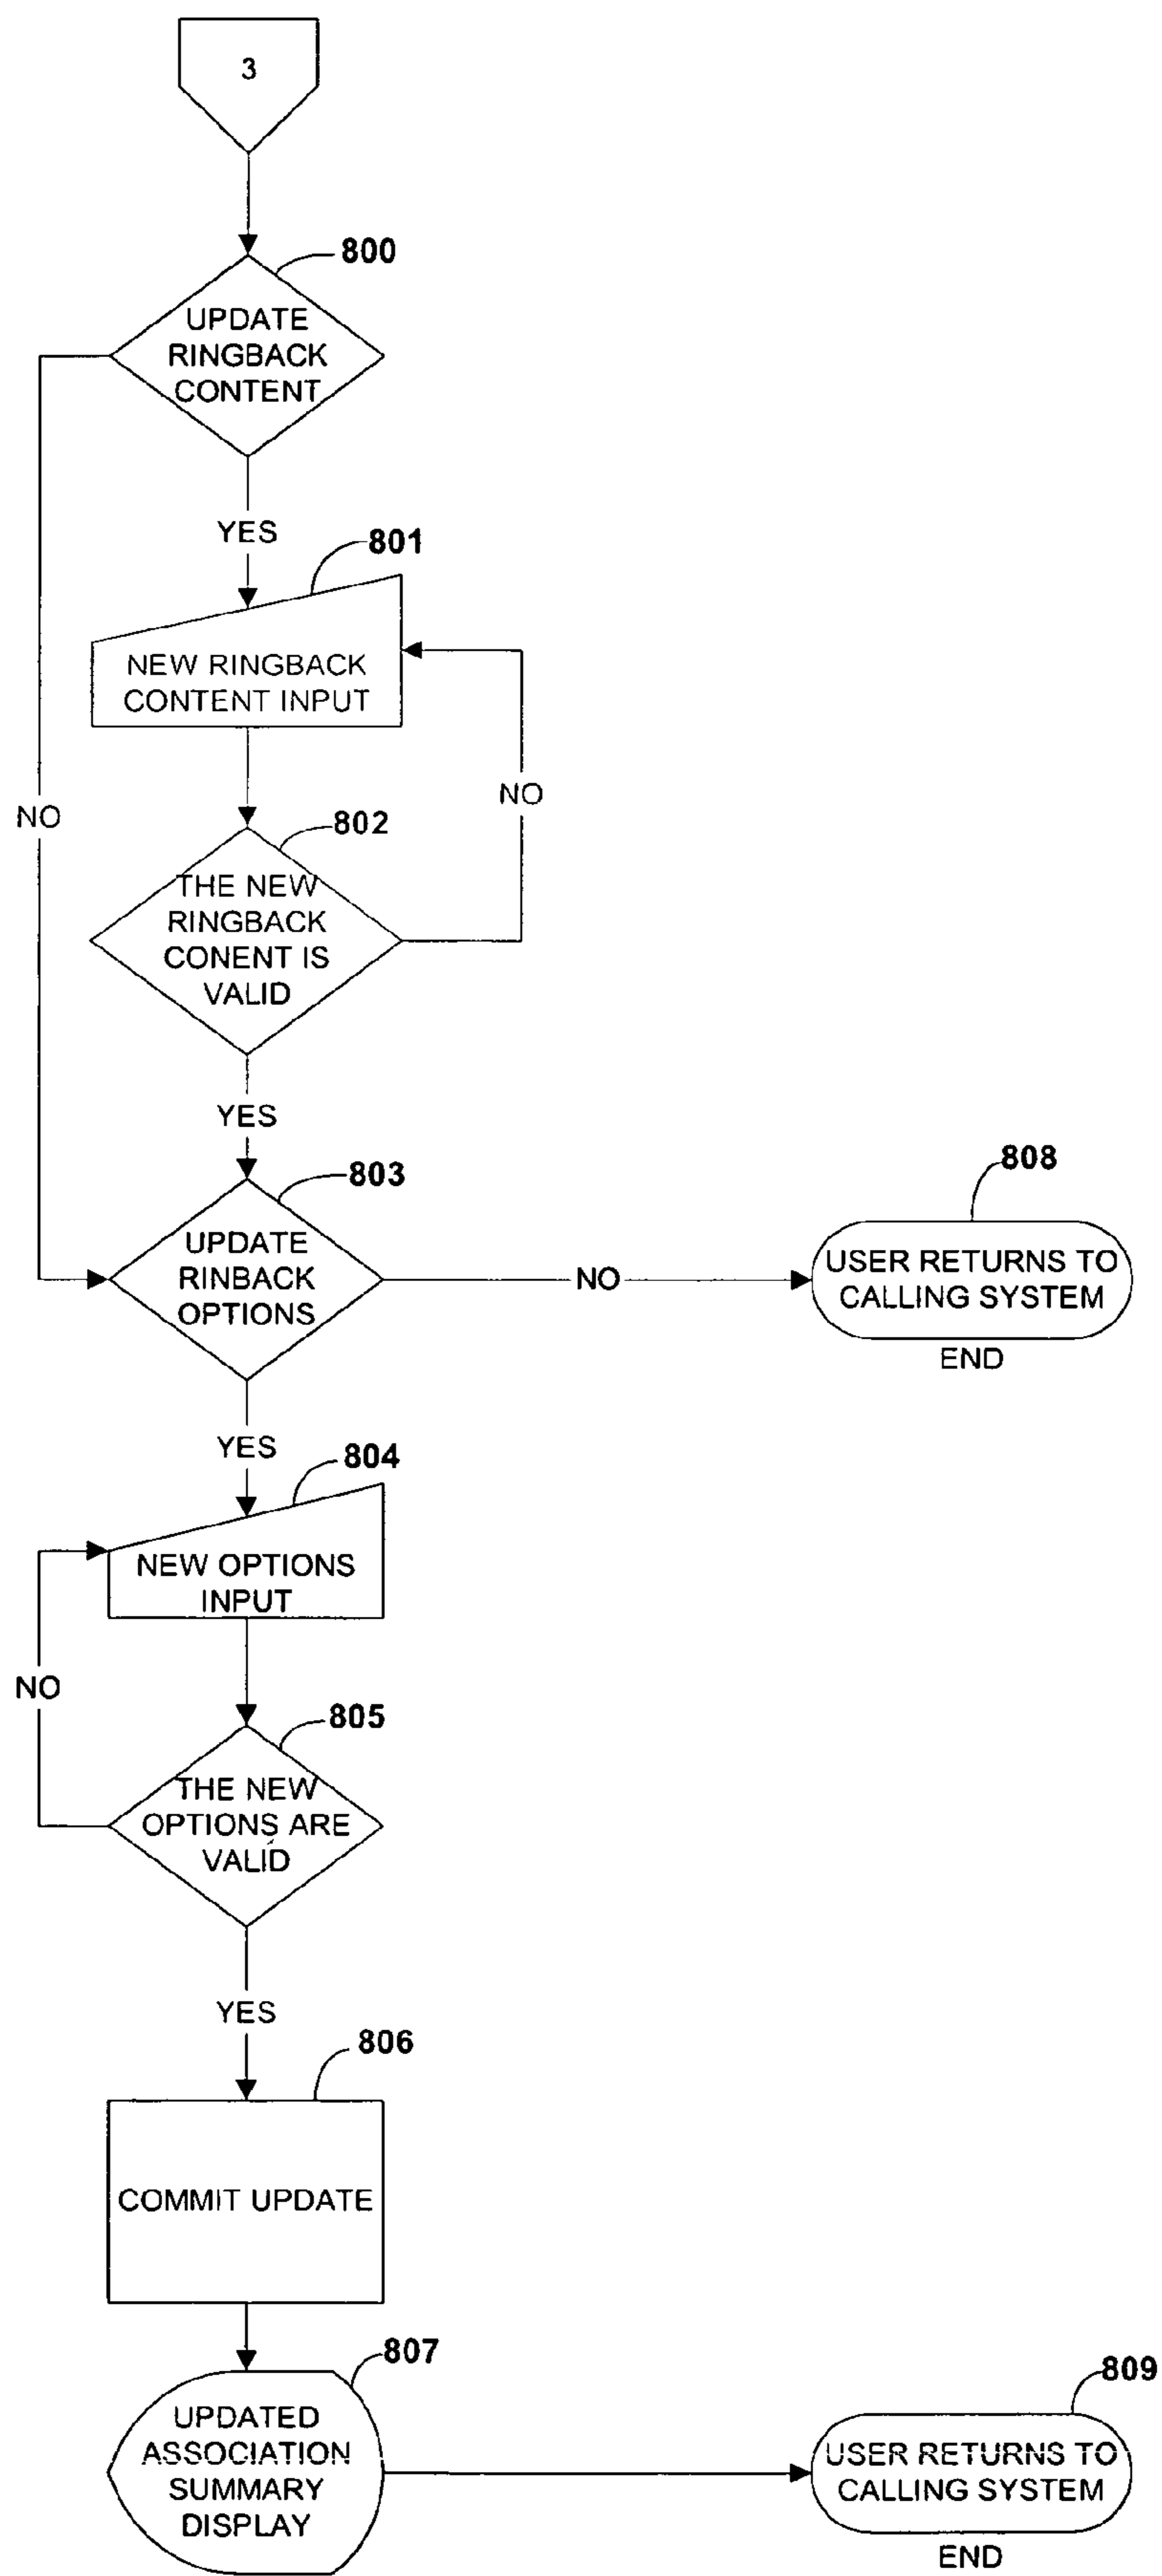 3
800
UPDATE
RINGBACK
CONTENT
YES
801
NEW RINGBACK
CONTENT INPUT
NO
NO
802
THE NEW
RINGBACK
CONENT IS
VALID
YES
803
UPDATE
RINBACK
OPTIONS
NO
808
USER RETURNS TO
CALLING SYSTEM
END
YES
804
NEW OPTIONS
INPUT
NO
805
THE NEW
OPTIONS ARE
VALID
YES
806
COMMIT UPDATE
807
UPDATED
ASSOCIATION
SUMMARY
DISPLAY
809
USER RETURNS TO
CALLING SYSTEM
END